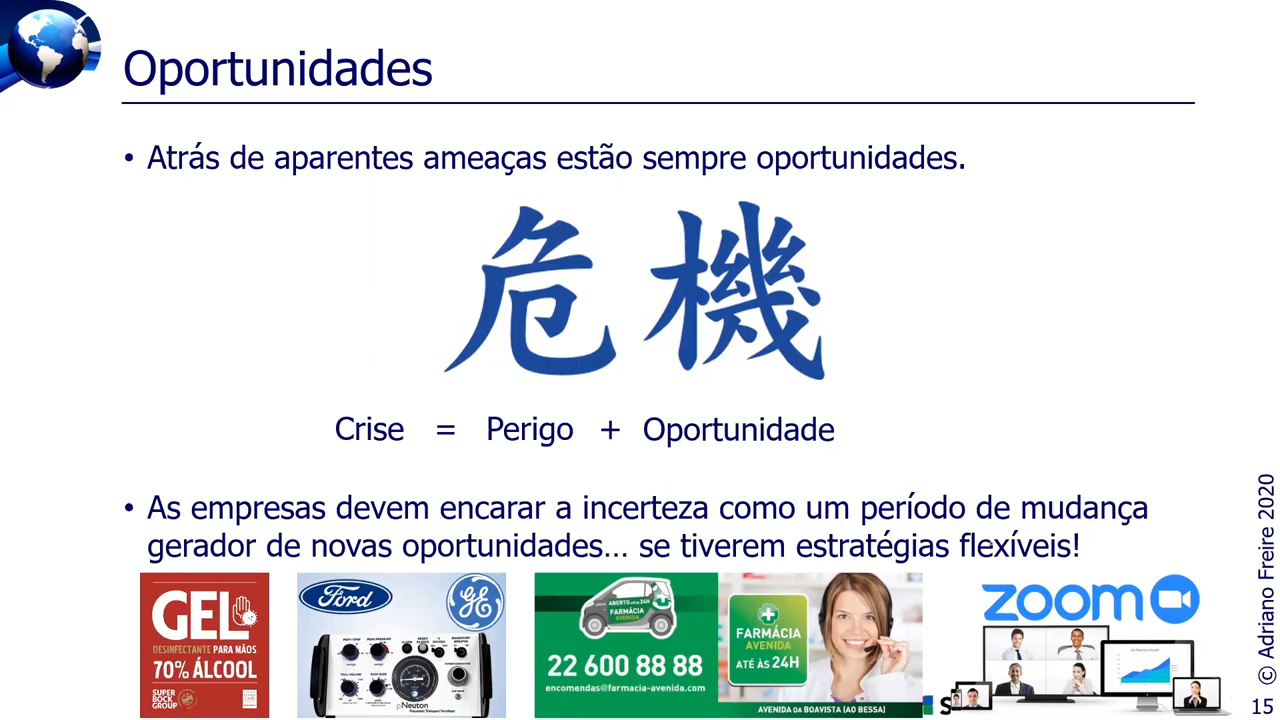 Oportunidades
• Atrás de aparentes ameaças estão sempre oportunidades.
危機
Crise = Perigo + Oportunidade
• As empresas devem encarar a incerteza como um período de mudança
gerador de novas oportunidades... se tiverem estratégias flexíveis!
GEL
DESINFETANTE PARA MÃOS
70% ÁLCOOL
SUPER
BOCK
GROUP
Ford
GE
pNeuton
ABERTO ATÉ ÀS 24H
FARMÁCIA
AVENIDA
22 600 88 88
encomendas@farmacia-avenida.com
FARMÁCIA
AVENIDA
ATÉ ÀS 24H
AVENIDA DA BOAVISTA (AO BESSA)
zoom
S
© Adriano Freire 2020
15